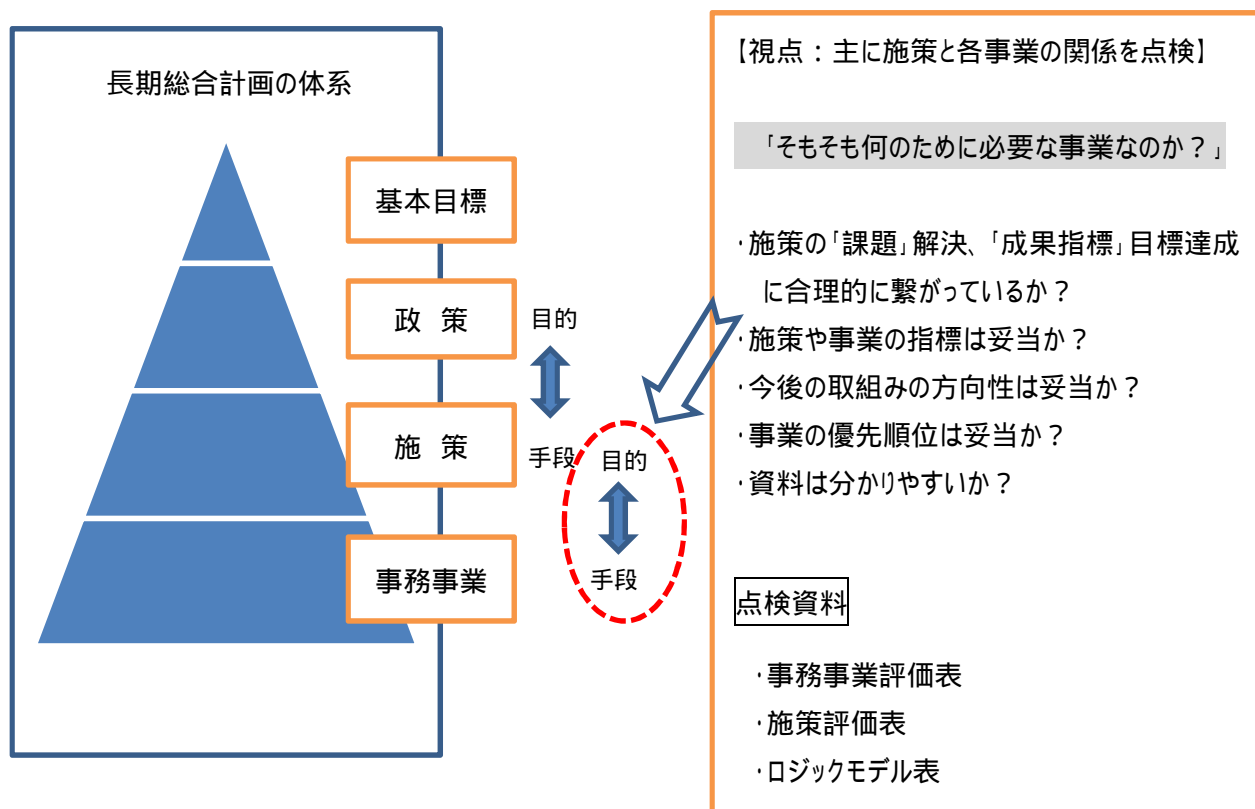 長期総合計画の体系
基本目標
政 策
施 策
事務事業
目的
手段
目的
手段
【視点：主に施策と各事業の関係を点検】
「そもそも何のために必要な事業なのか？」
・施策の「課題」解決、「成果指標」目標達成
に合理的に繋がっているか？
・施策や事業の指標は妥当か？
・今後の取組みの方向性は妥当か？
・事業の優先順位は妥当か？
・資料は分かりやすいか？
点検資料
・事務事業評価表
・施策評価表
・ロジックモデル表